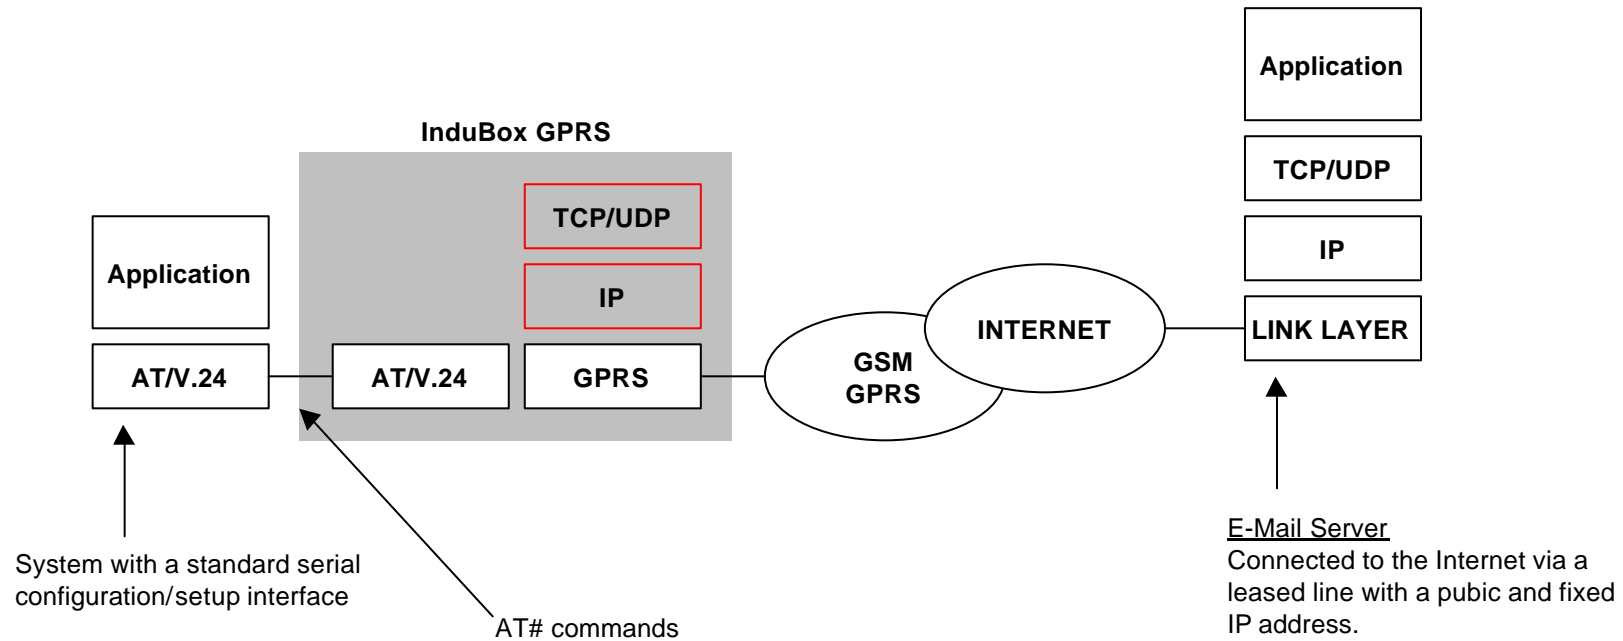 Application
TCP/UDP
IP
LINK LAYER
InduBox GPRS
TCP/UDP
IP
Application
AT/V.24
AT/V.24
GPRS
GSM
GPRS
INTERNET
System with a standard serial
configuration/setup interface
AT# commands
E-Mail Server
Connected to the Internet via a
leased line with a pubic and fixed
IP address.